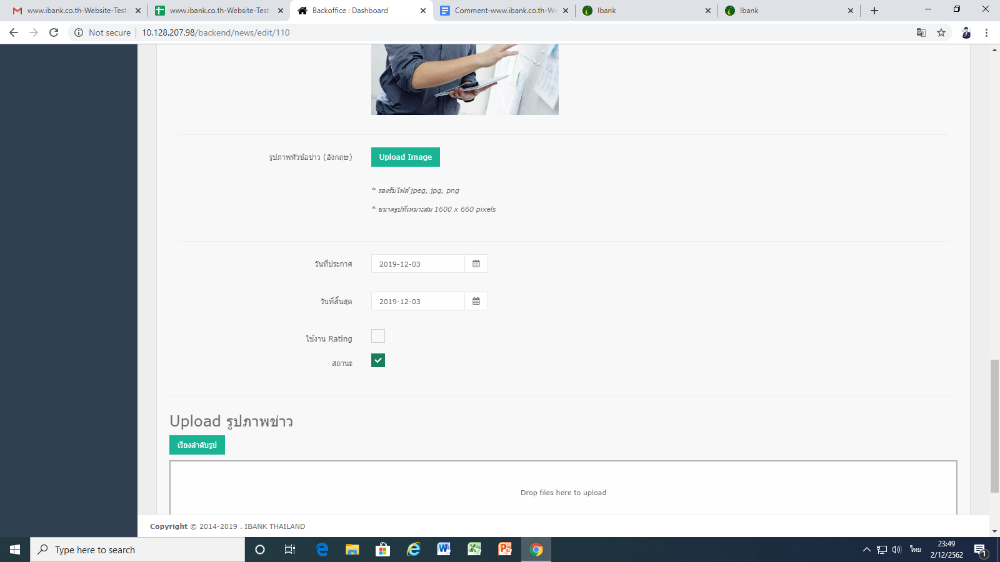 www.ibank.co.th-Website-Test-
www.ibank.co.th-Website-Test-
Backoffice : Dashboard
Comment-www.ibank.co.th-We
Ibank
Ibank
Not secure
10.128.207.98/backend/news/edit/110
รูปภาพหัวข้อข่าว (อังกฤษ)
Upload Image
* รองรับไฟล์ jpeg, jpg, png
* ขนาดรูปที่เหมาะสม 1600 x 660 pixels
วันที่ประกาศ
2019-12-03
วันที่สิ้นสุด
2019-12-03
ใช้งาน Rating
สถานะ
Upload รูปภาพข่าว
เรียงลำดับรูป
Drop files here to upload
Copyright © 2014-2019 . IBANK THAILAND
Type here to search
ไทย
23:49
2/12/2562
1